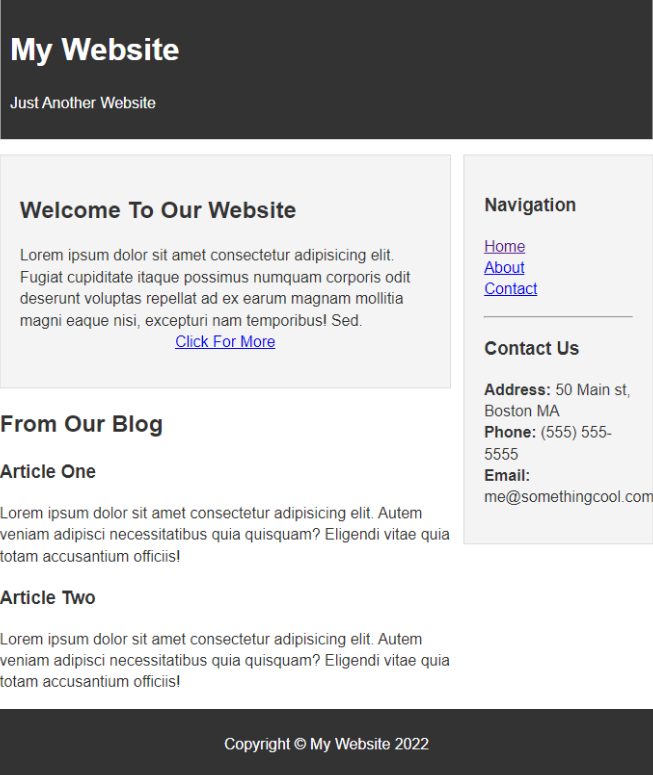 My Website
Just Another Website
Welcome To Our Website
Lorem ipsum dolor sit amet consectetur adipisicing elit.
Fugiat cupiditate itaque possimus numquam corporis odit
deserunt voluptas repellat ad ex earum magnam mollitia
magni eaque nisi, excepturi nam temporibus! Sed.
Click For More
From Our Blog
Article One
Lorem ipsum dolor sit amet consectetur adipisicing elit. Autem
veniam adipisci necessitatibus quia quisquam? Eligendi vitae quia
totam accusantium officiis!
Article Two
Lorem ipsum dolor sit amet consectetur adipisicing elit. Autem
veniam adipisci necessitatibus quia quisquam? Eligendi vitae quia
totam accusantium officiis!
Navigation
Home
About
Contact
Contact Us
Address: 50 Main st,
Boston MA
Phone: (555) 555-
5555
Email:
me@somethingcool.com
Copyright © My Website 2022